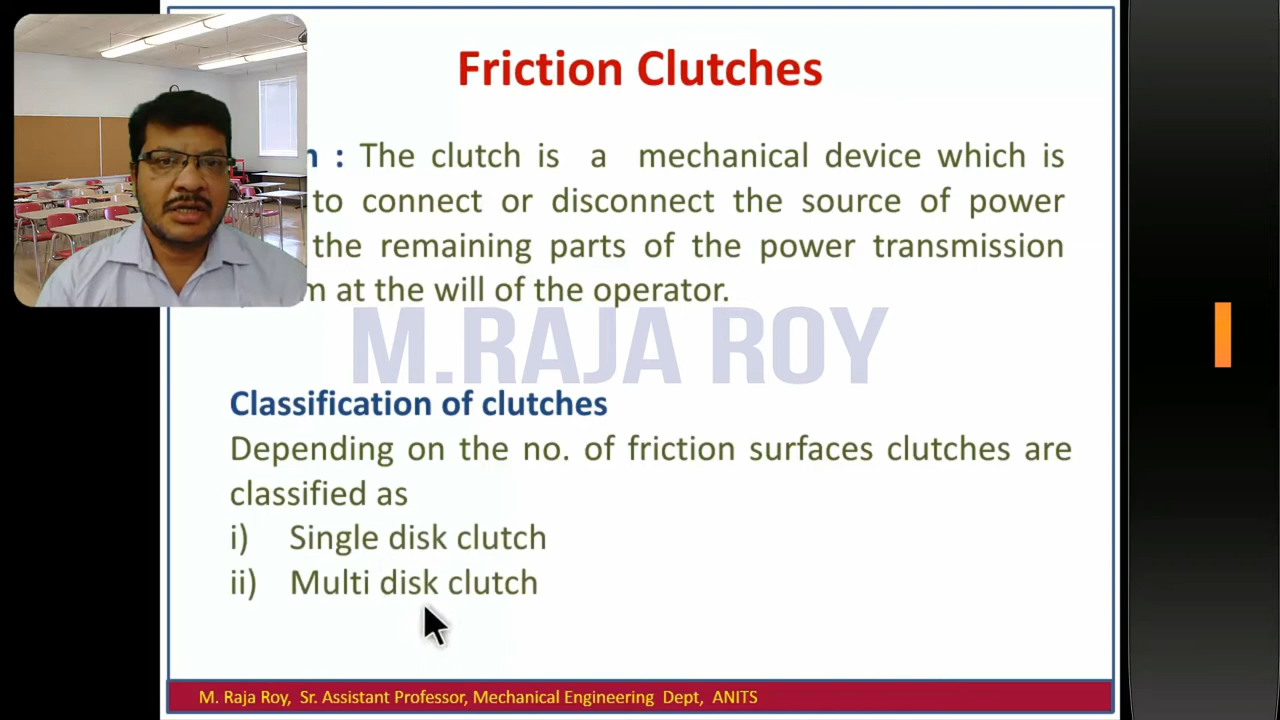 Friction Clutches
: The clutch is a mechanical device which is
to connect or disconnect the source of power
the remaining parts of the power transmission
at the will of the operator.
M.RAJA ROY
Classification of clutches
Depending on the no. of friction surfaces clutches are
classified as
i) Single disk clutch
ii) Multi disk clutch
M. Raja Roy, Sr. Assistant Professor, Mechanical Engineering Dept, ANITS